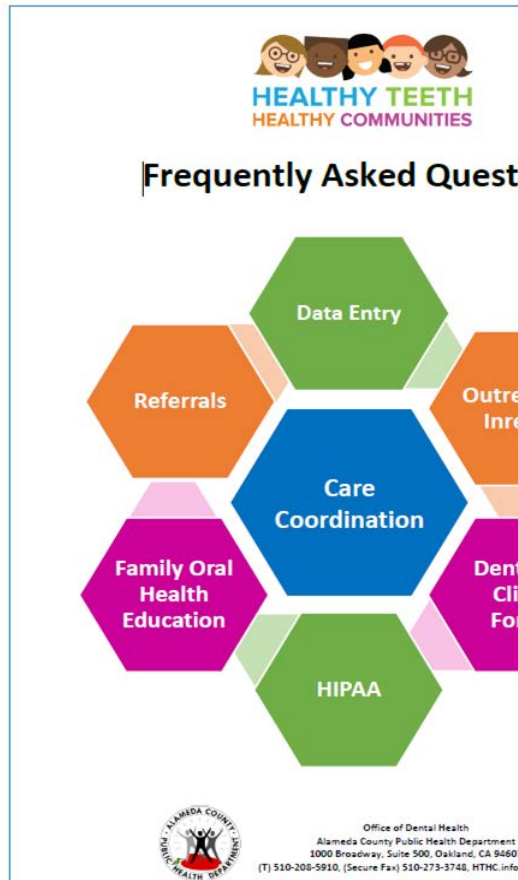 HEALTHY TEETH
HEALTHY COMMUNITIES
Frequently Asked Quest
Data Entry
Referrals
Outre
Inre
Care
Coordination
Family Oral
Health
Education
Dent
Cli
For
HIPAA
ALAMEDA COUNTY
PUBLIC HEALTH DEPARTMENT
Office of Dental Health
Alameda County Public Health Department
1000 Broadway, Suite 500, Oakland, CA 9460
(T) 510-208-5910, (Secure Fax) 510-273-3748, HTHC.info